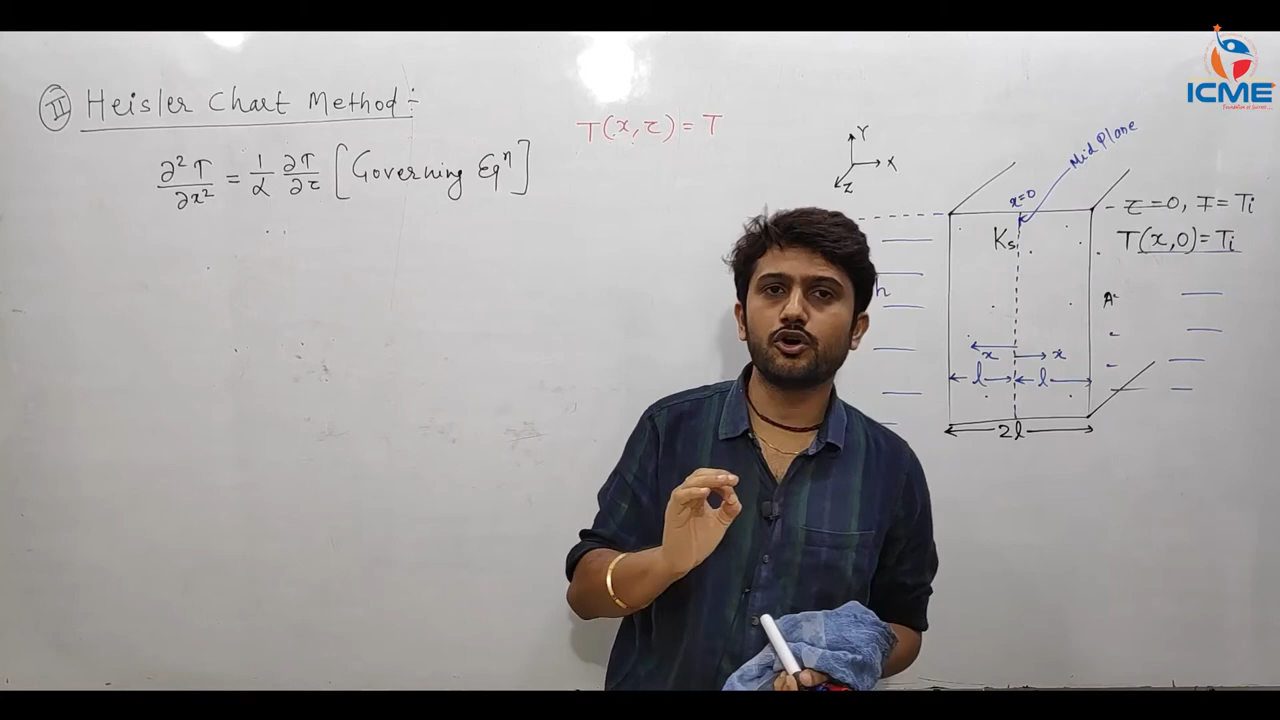 II Heisler Chart Method :-
∂²T/∂x² = 1/α ∂T/∂τ [Governing Eqⁿ]
T(x,τ) = T
Y
X
Z
Mid Plane
x=0
τ=0, T=Ti
Ks
T(x,0)=Ti
h
x x
l l
2l
ICME